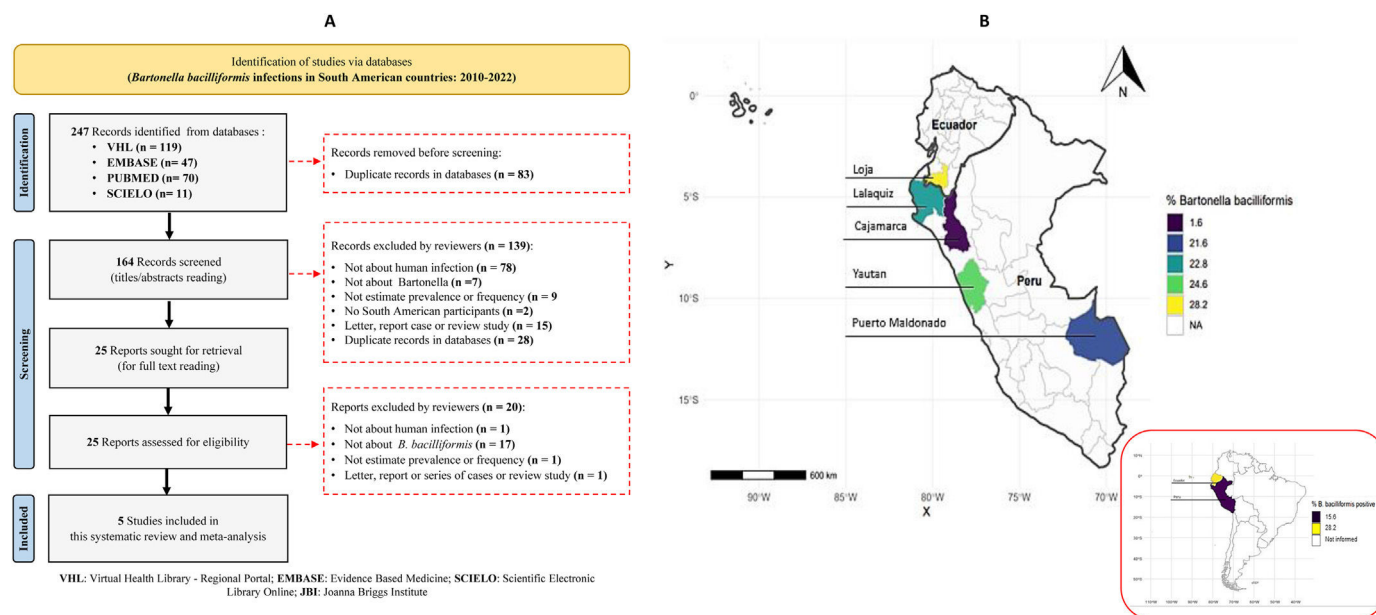 A
Identification of studies via databases
(Bartonella bacilliformis infections in South American countries: 2010-2022)
Identification
247 Records identified from databases :
• VHL (n = 119)
• EMBASE (n= 47)
• PUBMED (n = 70)
• SCIELO (n= 11)
Records removed before screening:
• Duplicate records in databases (n = 83)
Screening
164 Records screened
(titles/abstracts reading)
Records excluded by reviewers (n = 139):
• Not about human infection (n = 78)
• Not about Bartonella (n =7)
• Not estimate prevalence or frequency (n = 9
• No South American participants (n =2)
• Letter, report case or review study (n = 15)
• Duplicate records in databases (n = 28)
25 Reports sought for retrieval
(for full text reading)
25 Reports assessed for eligibility
Reports excluded by reviewers (n = 20):
• Not about human infection (n = 1)
• Not about B. bacilliformis (n = 17)
• Not estimate prevalence or frequency (n = 1)
• Letter, report or series of cases or review study (n = 1)
Included
5 Studies included in
this systematic review and meta-analysis
VHL: Virtual Health Library - Regional Portal; EMBASE: Evidence Based Medicine; SCIELO: Scientific Electronic
Library Online; JBI: Joanna Briggs Institute
B
N
0°
5°S
10°S
15°S
Y
Ecuador
Peru
Loja
Lalaquiz
Cajamarca
Yautan
Puerto Maldonado
600 km
90°W
85°W
80°W
75°W
70°W
X
% Bartonella bacilliformis
1.6
21.6
22.8
24.6
28.2
NA
Ecuador
Peru
% B. bacilliformis positive
15.6
28.2
Not informed